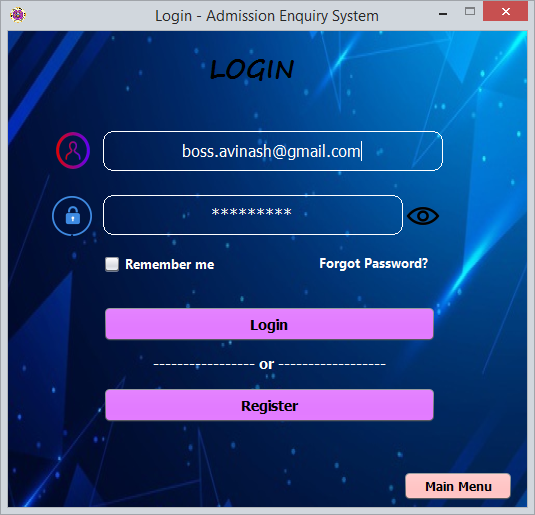 Login - Admission Enquiry System
LOGIN
boss.avinash@gmail.com
*********
Remember me
Forgot Password?
Login
----------------- or ------------------
Register
Main Menu